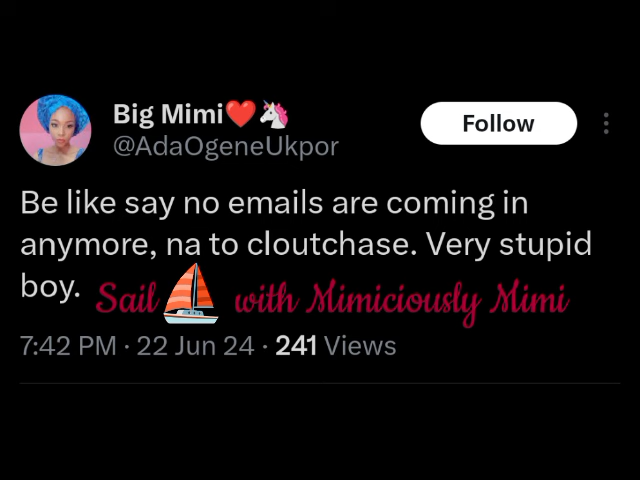 Big Mimi❤️🦄
@AdaOgeneUkpor
Follow
Be like say no emails are coming in
anymore, na to cloutchase. Very stupid
boy.
Sail⛵ with Mimiciously Mimi
7:42 PM · 22 Jun 24 · 241 Views